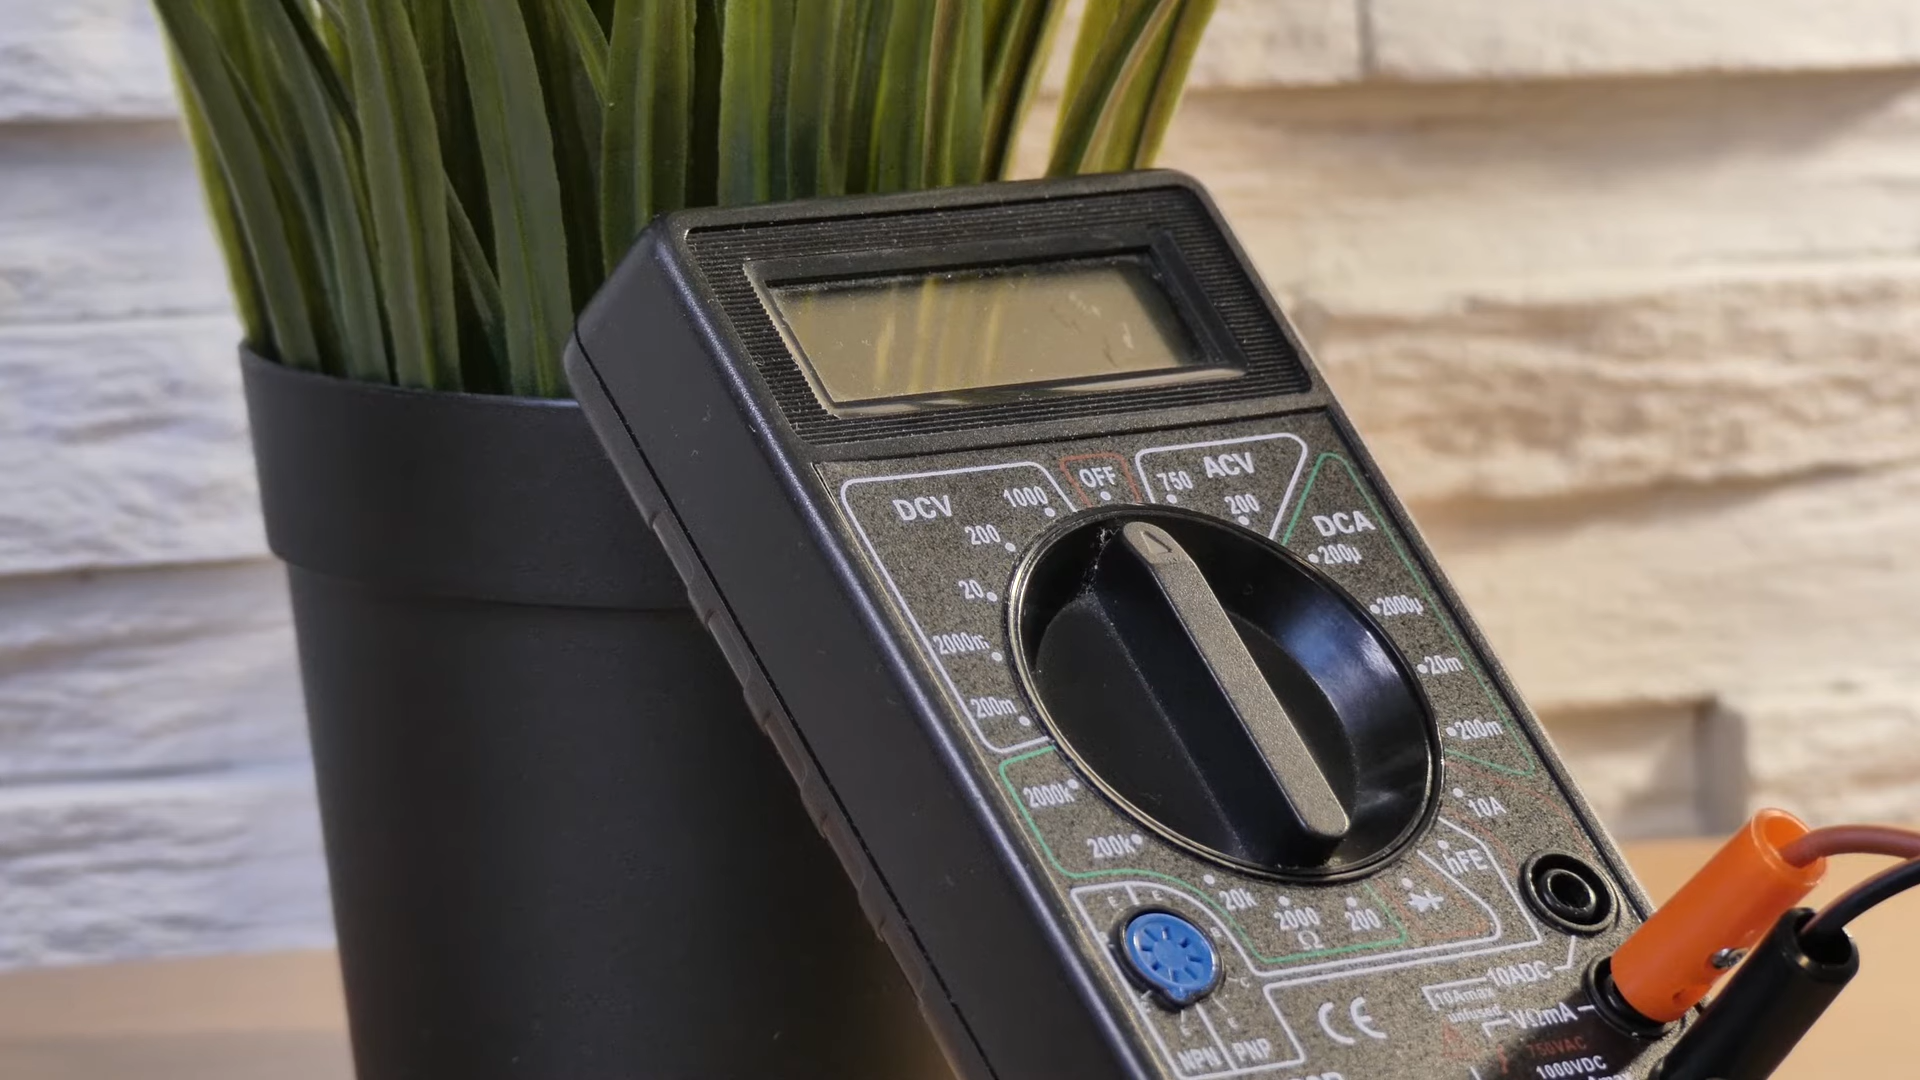 OFF
DCV
1000
200
20
2000m
200m
ACV
750
200
DCA
200µ
2000µ
20m
200m
10A
hFE
2000k
200k
20k
2000
Ω
200
E
E
C
E
NPN
PNP
CE
10ADC
10Amax
unfused
VΩmA
750VAC
1000VDC